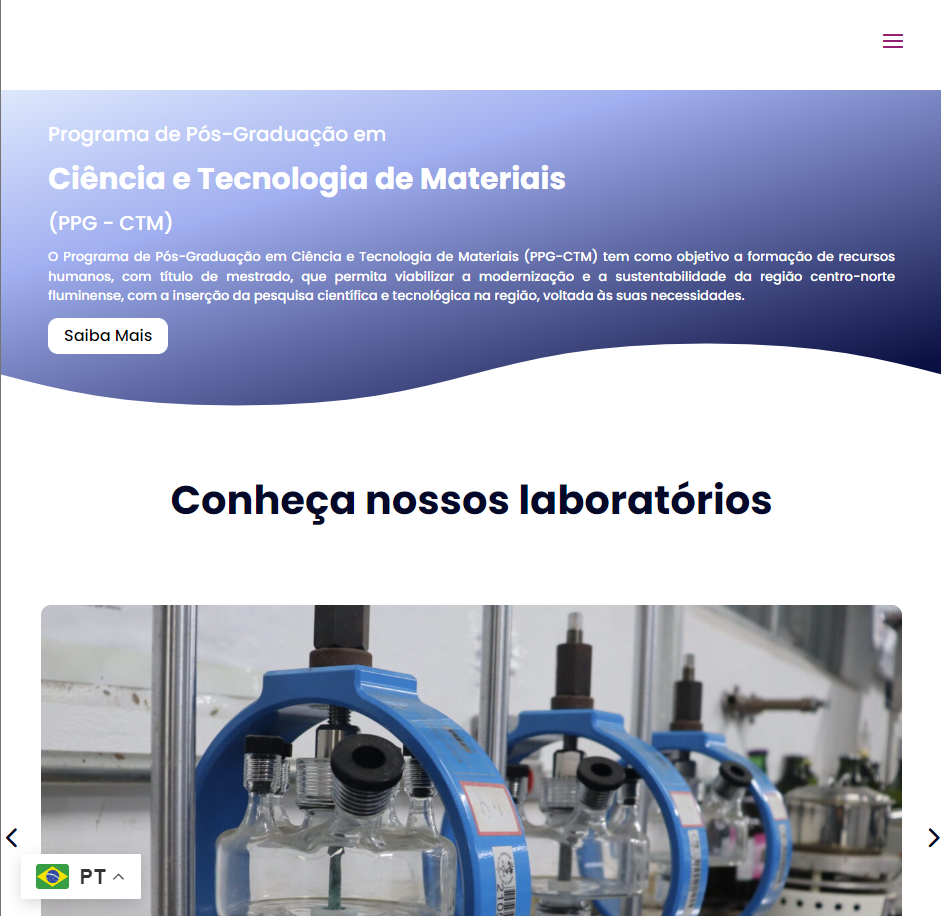 Programa de Pós-Graduação em
Ciência e Tecnologia de Materiais
(PPG - CTM)
O Programa de Pós-Graduação em Ciência e Tecnologia de Materiais (PPG-CTM) tem como objetivo a formação de recursos
humanos, com título de mestrado, que permita viabilizar a modernização e a sustentabilidade da região centro-norte
fluminense, com a inserção da pesquisa científica e tecnológica na região, voltada às suas necessidades.
Saiba Mais
Conheça nossos laboratórios
PT